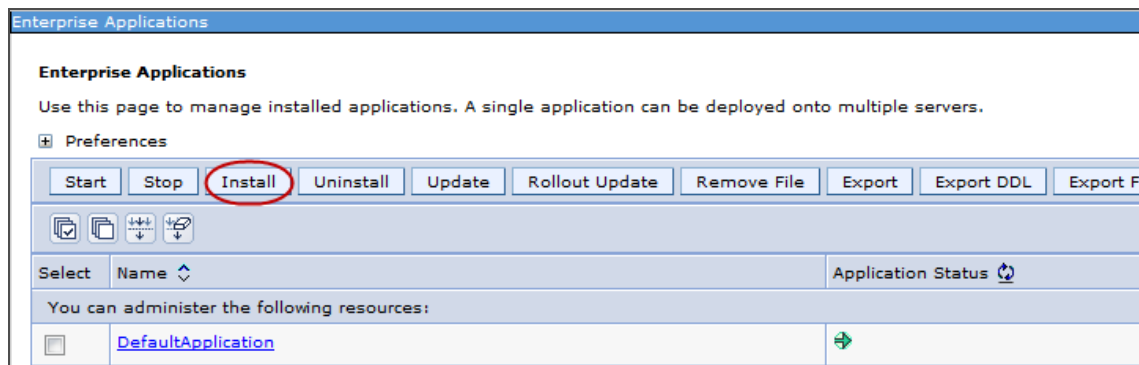 Enterprise Applications
Enterprise Applications
Use this page to manage installed applications. A single application can be deployed onto multiple servers.
Preferences
Start Stop Install Uninstall Update Rollout Update Remove File Export Export DDL Export F
Select Name Application Status
You can administer the following resources:
DefaultApplication